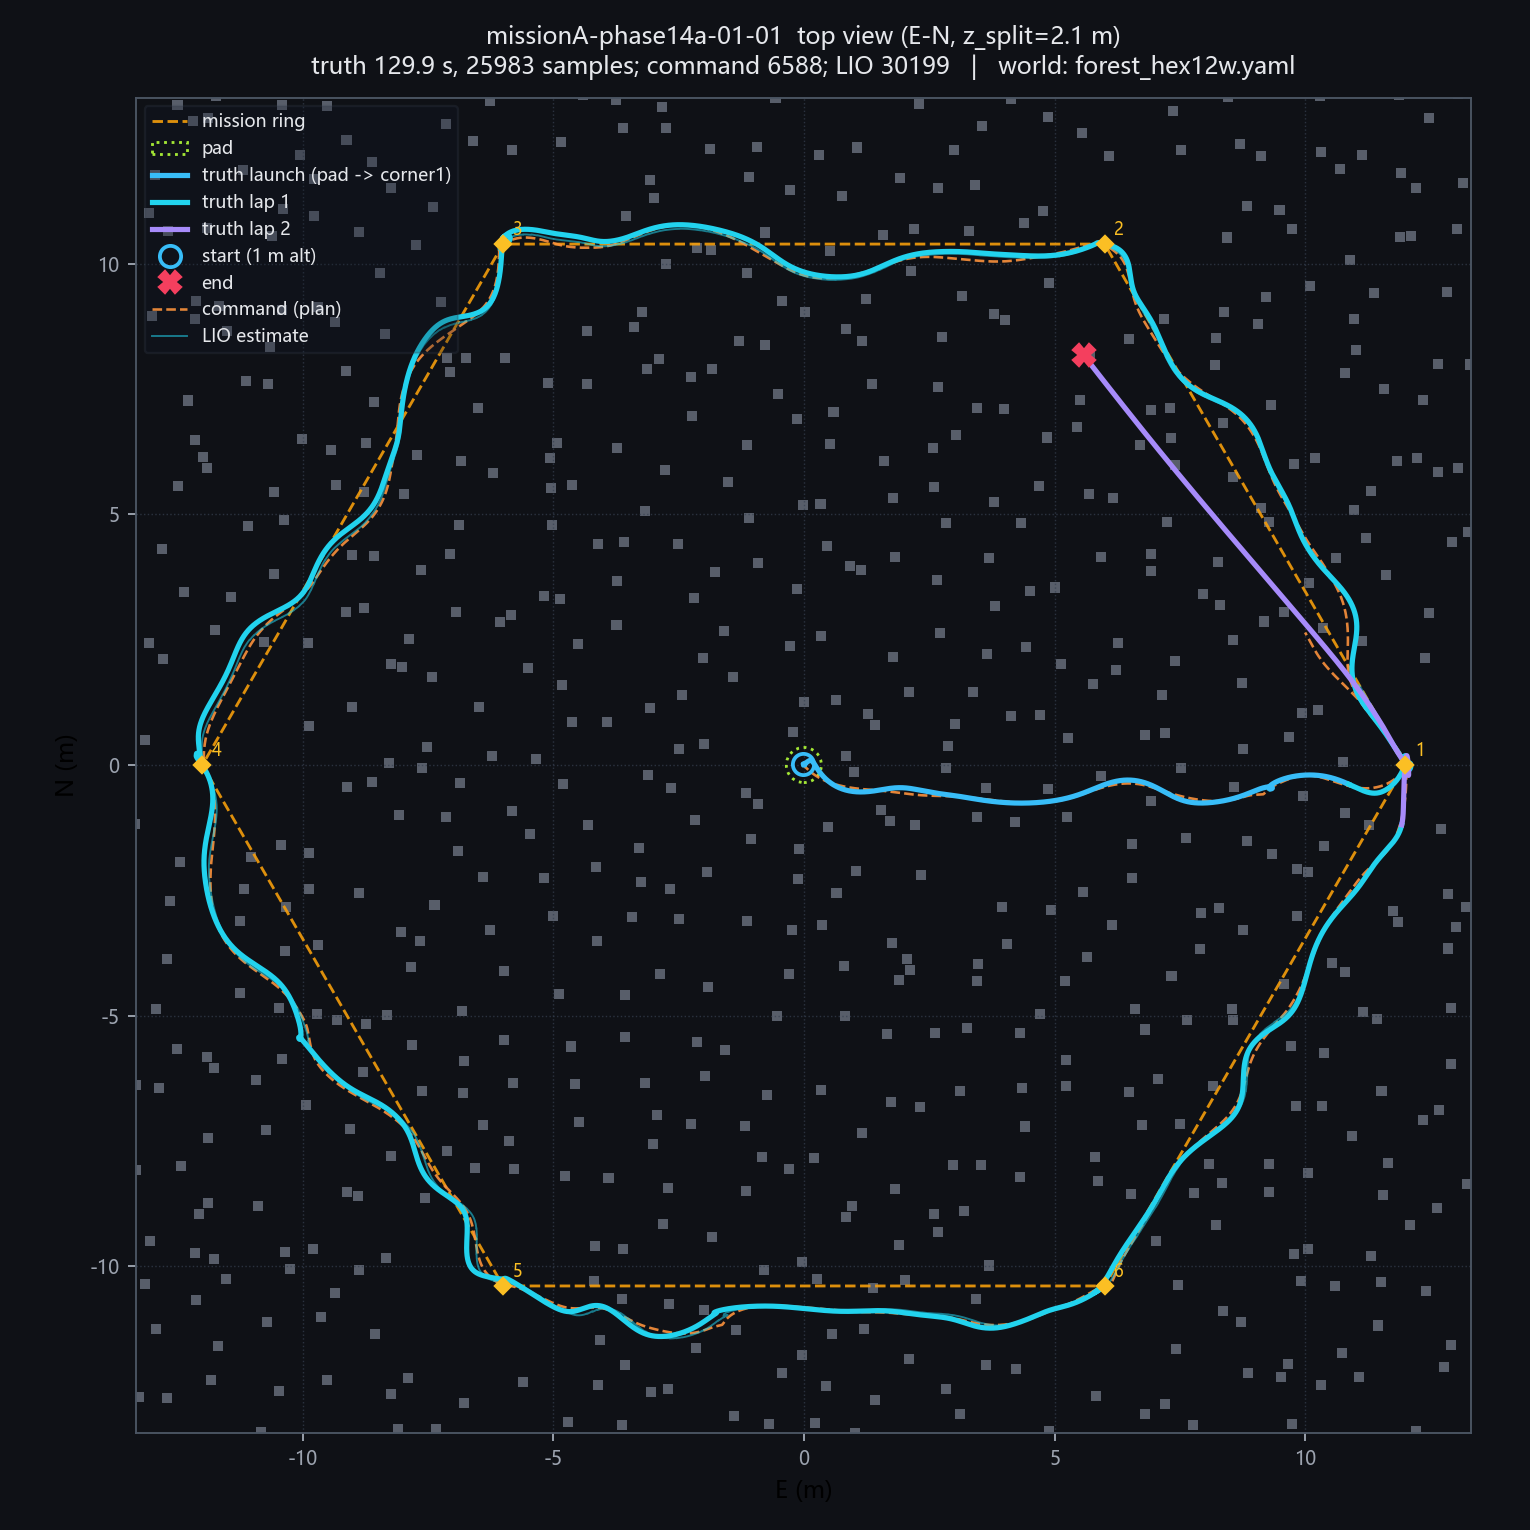 missionA-phase14a-01-01 top view (E-N, z_split=2.1 m)
truth 129.9 s, 25983 samples; command 6588; LIO 30199 | world: forest_hex12w.yaml
mission ring
pad
truth launch (pad -> corner1)
truth lap 1
truth lap 2
start (1 m alt)
end
command (plan)
LIO estimate
3
2
4
1
5
6
10
5
0
-5
-10
N (m)
-10
-5
0
5
10
E (m)